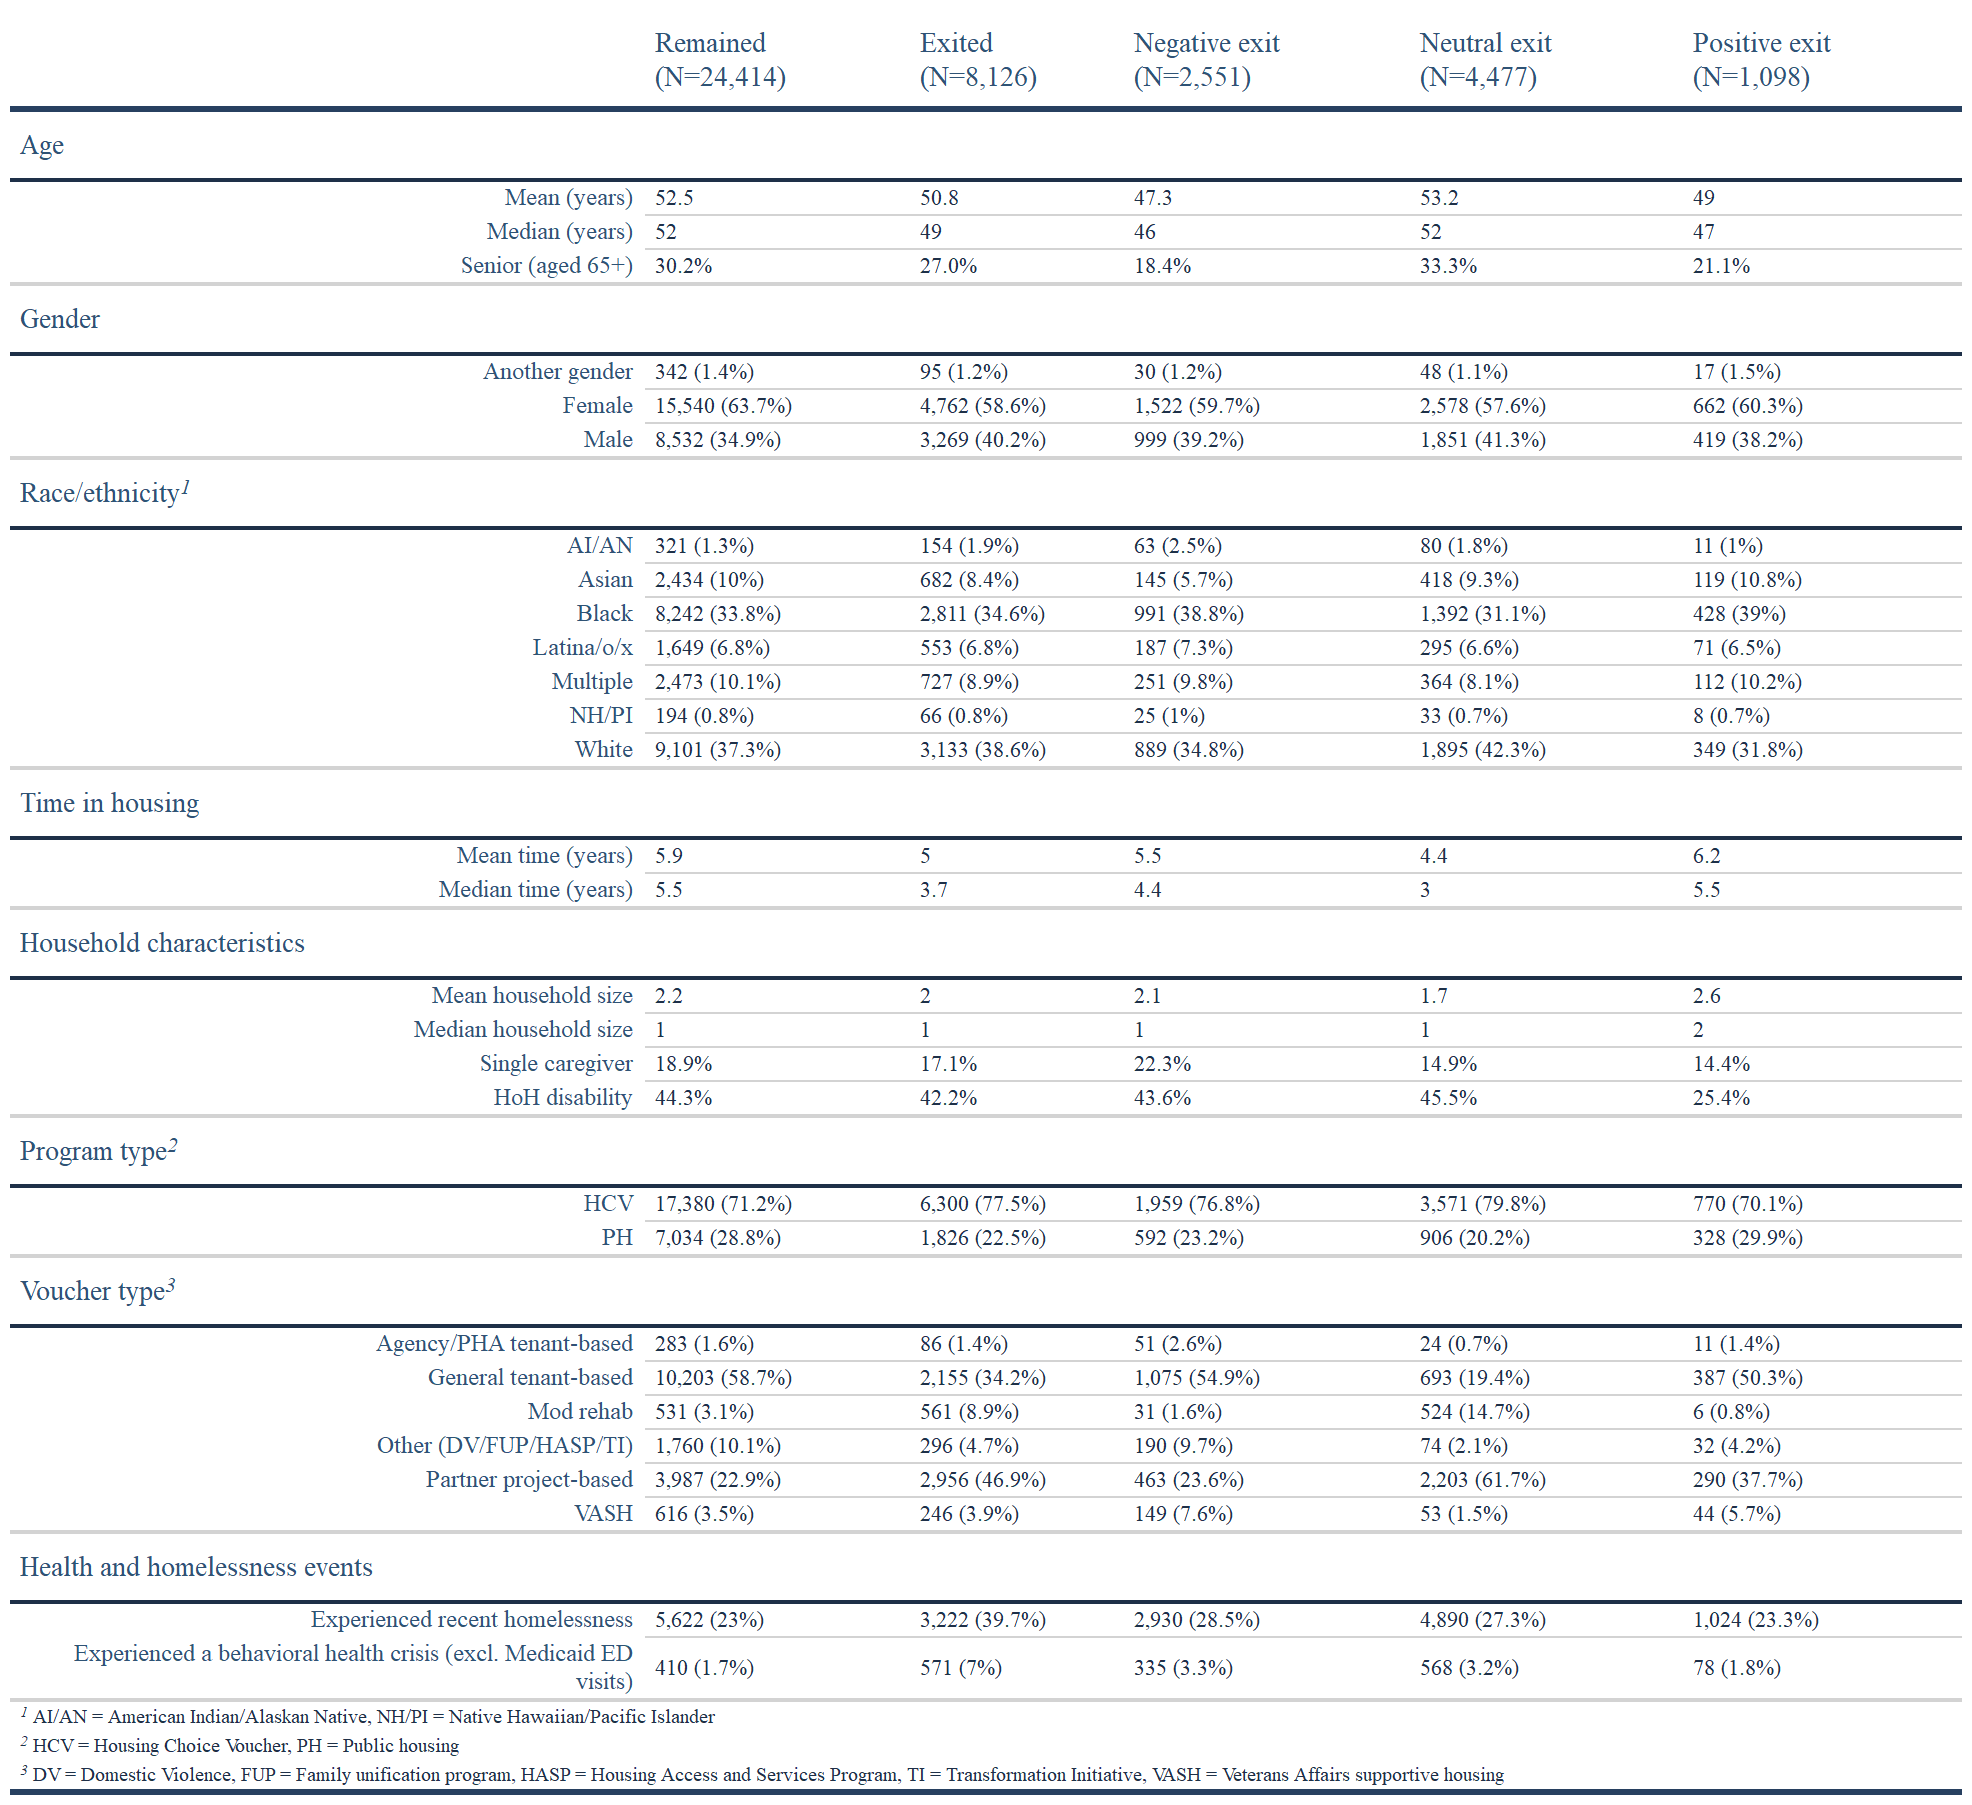 Remained Exited Negative exit Neutral exit Positive exit
(N=24,414) (N=8,126) (N=2,551) (N=4,477) (N=1,098)
Age
Mean (years) 52.5 50.8 47.3 53.2 49
Median (years) 52 49 46 52 47
Senior (aged 65+) 30.2% 27.0% 18.4% 33.3% 21.1%
Gender
Another gender 342 (1.4%) 95 (1.2%) 30 (1.2%) 48 (1.1%) 17 (1.5%)
Female 15,540 (63.7%) 4,762 (58.6%) 1,522 (59.7%) 2,578 (57.6%) 662 (60.3%)
Male 8,532 (34.9%) 3,269 (40.2%) 999 (39.2%) 1,851 (41.3%) 419 (38.2%)
Race/ethnicity1
AI/AN 321 (1.3%) 154 (1.9%) 63 (2.5%) 80 (1.8%) 11 (1%)
Asian 2,434 (10%) 682 (8.4%) 145 (5.7%) 418 (9.3%) 119 (10.8%)
Black 8,242 (33.8%) 2,811 (34.6%) 991 (38.8%) 1,392 (31.1%) 428 (39%)
Latina/o/x 1,649 (6.8%) 553 (6.8%) 187 (7.3%) 295 (6.6%) 71 (6.5%)
Multiple 2,473 (10.1%) 727 (8.9%) 251 (9.8%) 364 (8.1%) 112 (10.2%)
NH/PI 194 (0.8%) 66 (0.8%) 25 (1%) 33 (0.7%) 8 (0.7%)
White 9,101 (37.3%) 3,133 (38.6%) 889 (34.8%) 1,895 (42.3%) 349 (31.8%)
Time in housing
Mean time (years) 5.9 5 5.5 4.4 6.2
Median time (years) 5.5 3.7 4.4 3 5.5
Household characteristics
Mean household size 2.2 2 2.1 1.7 2.6
Median household size 1 1 1 1 2
Single caregiver 18.9% 17.1% 22.3% 14.9% 14.4%
HoH disability 44.3% 42.2% 43.6% 45.5% 25.4%
Program type2
HCV 17,380 (71.2%) 6,300 (77.5%) 1,959 (76.8%) 3,571 (79.8%) 770 (70.1%)
PH 7,034 (28.8%) 1,826 (22.5%) 592 (23.2%) 906 (20.2%) 328 (29.9%)
Voucher type3
Agency/PHA tenant-based 283 (1.6%) 86 (1.4%) 51 (2.6%) 24 (0.7%) 11 (1.4%)
General tenant-based 10,203 (58.7%) 2,155 (34.2%) 1,075 (54.9%) 693 (19.4%) 387 (50.3%)
Mod rehab 531 (3.1%) 561 (8.9%) 31 (1.6%) 524 (14.7%) 6 (0.8%)
Other (DV/FUP/HASP/TI) 1,760 (10.1%) 296 (4.7%) 190 (9.7%) 74 (2.1%) 32 (4.2%)
Partner project-based 3,987 (22.9%) 2,956 (46.9%) 463 (23.6%) 2,203 (61.7%) 290 (37.7%)
VASH 616 (3.5%) 246 (3.9%) 149 (7.6%) 53 (1.5%) 44 (5.7%)
Health and homelessness events
Experienced recent homelessness 5,622 (23%) 3,222 (39.7%) 2,930 (28.5%) 4,890 (27.3%) 1,024 (23.3%)
Experienced a behavioral health crisis (excl. Medicaid ED
visits) 410 (1.7%) 571 (7%) 335 (3.3%) 568 (3.2%) 78 (1.8%)
1 AI/AN = American Indian/Alaskan Native, NH/PI = Native Hawaiian/Pacific Islander
2 HCV = Housing Choice Voucher, PH = Public housing
3 DV = Domestic Violence, FUP = Family unification program, HASP = Housing Access and Services Program, TI = Transformation Initiative, VASH = Veterans Affairs supportive housing